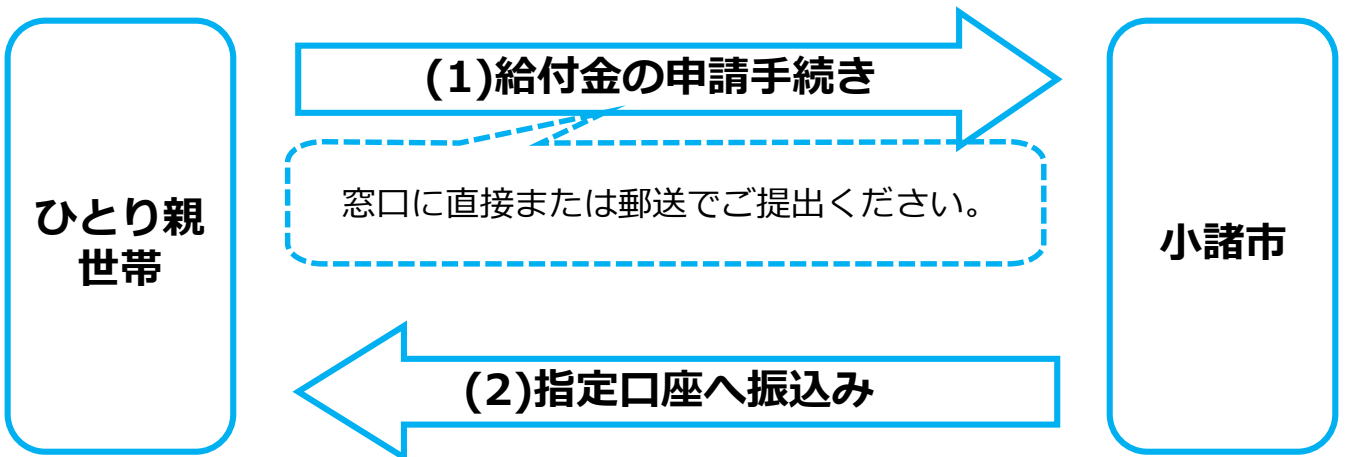 (1)給付金の申請手続き
窓口に直接または郵送でご提出ください。
ひとり親
世帯
小諸市
(2)指定口座へ振込み